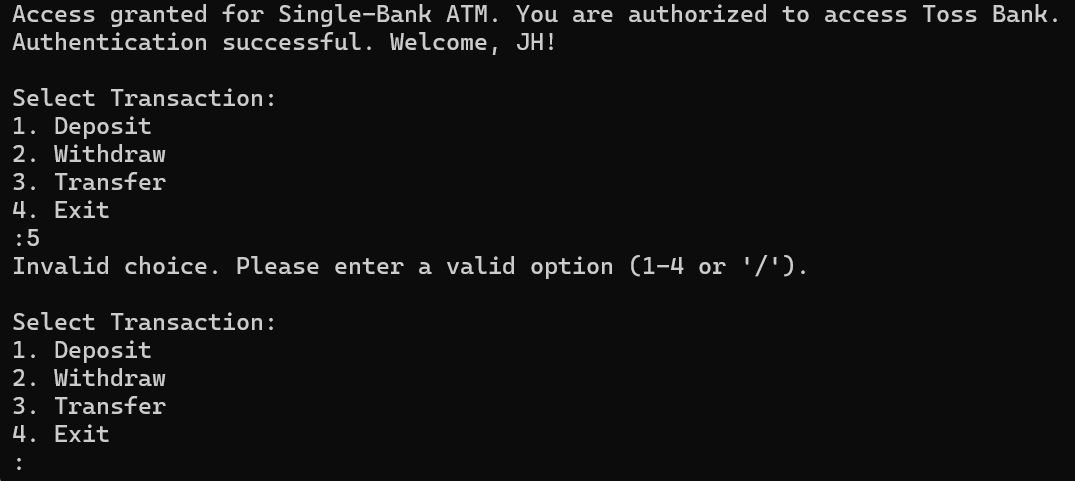 Access granted for Single-Bank ATM. You are authorized to access Toss Bank.
Authentication successful. Welcome, JH!
Select Transaction:
1. Deposit
2. Withdraw
3. Transfer
4. Exit
:5
Invalid choice. Please enter a valid option (1-4 or '/').
Select Transaction:
1. Deposit
2. Withdraw
3. Transfer
4. Exit
: